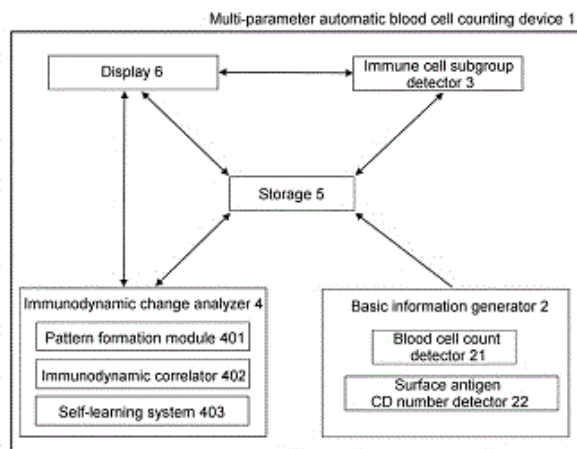 Multi-parameter automatic blood cell counting device 1
Display 6
Immune cell subgroup
detector 3
Storage 5
Immunodynamic change analyzer 4
Pattern formation module 401
Immunodynamic correlator 402
Self-learning system 403
Basic information generator 2
Blood cell count
detector 21
Surface antigen
CD number detector 22